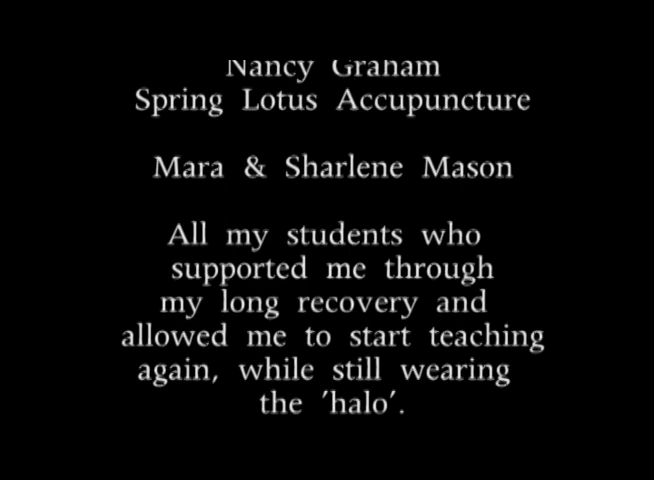 Nancy Graham
Spring Lotus Accupuncture
Mara & Sharlene Mason
All my students who
supported me through
my long recovery and
allowed me to start teaching
again, while still wearing
the 'halo'.